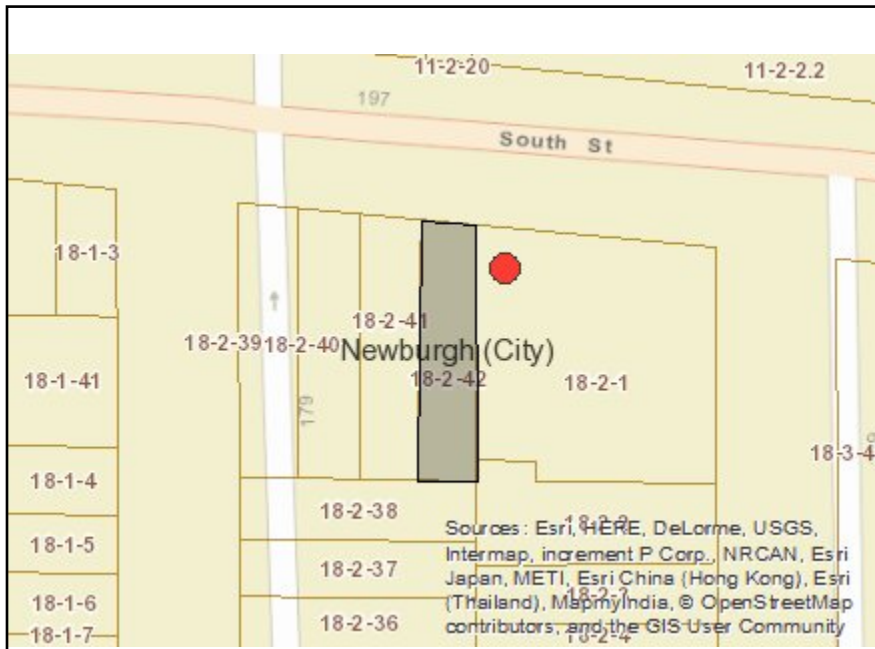 11-2-20
11-2-2.2
197
South St
18-1-3
18-2-41
18-2-39
18-2-40
Newburgh (City)
18-1-41
18-2-42
18-2-1
179
18-3-4
18-1-4
18-2-38
Sources: Esri, HERE, DeLorme, USGS,
Intermap, increment P Corp., NRCAN, Esri
Japan, METI, Esri China (Hong Kong), Esri
(Thailand), MapmyIndia, © OpenStreetMap
contributors, and the GIS User Community
18-1-5
18-2-37
18-1-6
18-2-36
18-1-7
18-2-4